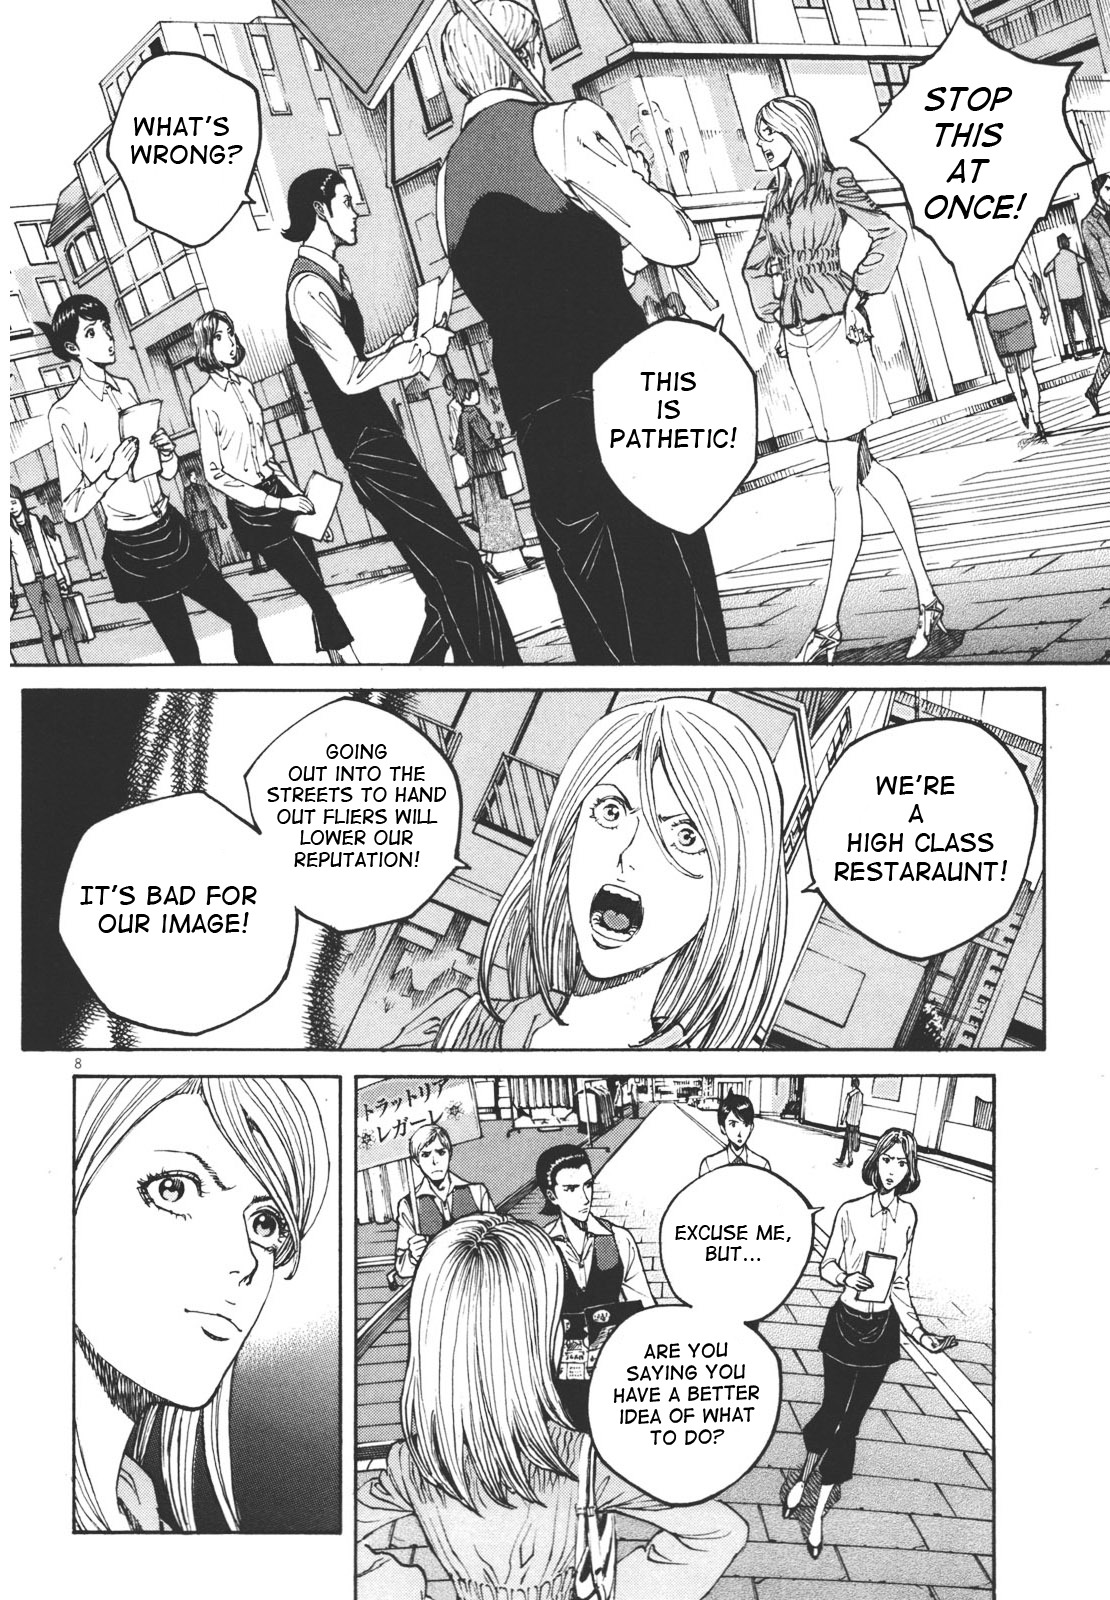 STOP
THIS
AT
ONCE!
THIS
IS
PATHETIC!
WHAT'S
WRONG?
WE'RE
A
HIGH CLASS
RESTARAUNT!
GOING
OUT INTO THE
STREETS TO HAND
OUT FLIERS WILL
LOWER OUR
REPUTATION!
IT'S BAD FOR
OUR IMAGE!
8
トラットリア
レガーレ
EXCUSE ME,
BUT...
ARE YOU
SAYING YOU
HAVE A BETTER
IDEA OF WHAT
TO DO?